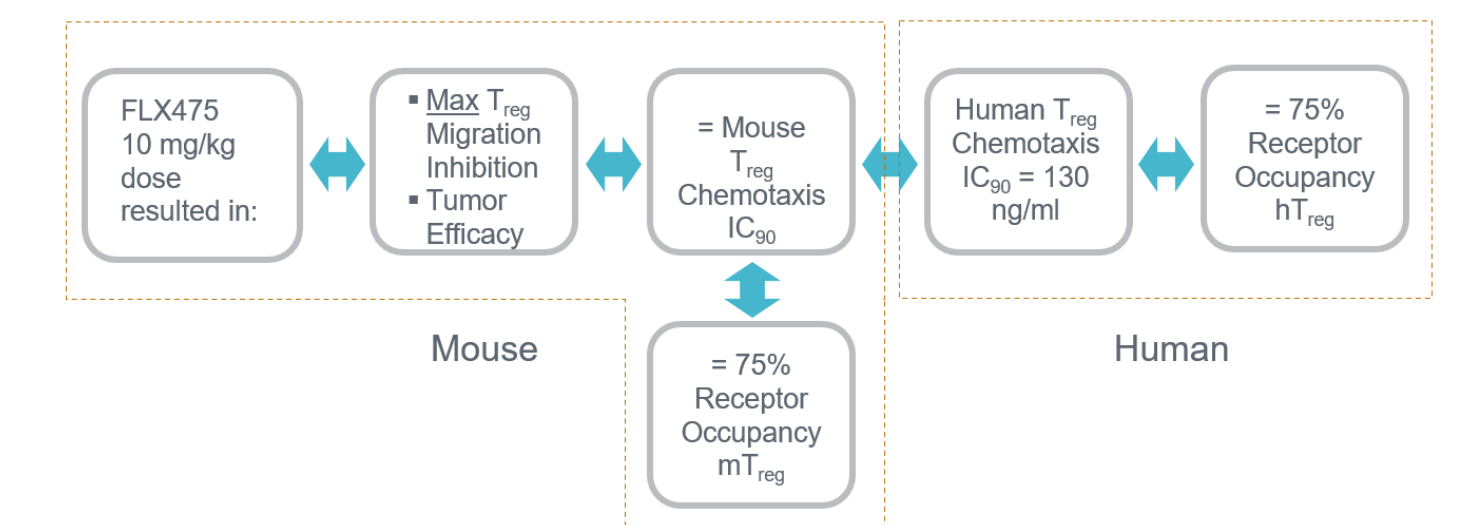 FLX475
10 mg/kg
dose
resulted in:
▪ Max Treg
Migration
Inhibition
▪ Tumor
Efficacy
= Mouse
Treg
Chemotaxis
IC90
Human Treg
Chemotaxis
IC90 = 130
ng/ml
= 75%
Receptor
Occupancy
hTreg
= 75%
Receptor
Occupancy
mTreg
Mouse
Human